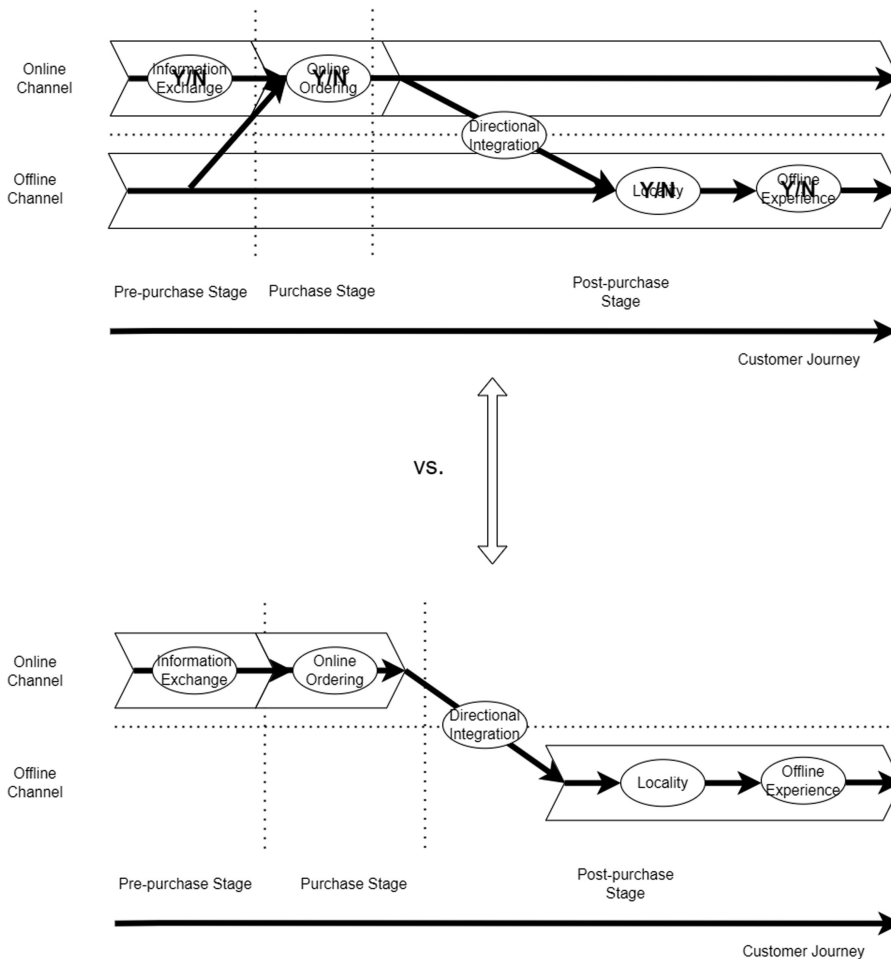 Online
Channel
Information
Exchange
Y/N
Online
Ordering
Y/N
Directional
Integration
Offline
Channel
Locality
Y/N
Offline
Experience
Y/N
Pre-purchase Stage
Purchase Stage
Post-purchase
Stage
Customer Journey
vs.
Online
Channel
Information
Exchange
Online
Ordering
Directional
Integration
Offline
Channel
Locality
Offline
Experience
Pre-purchase Stage
Purchase Stage
Post-purchase
Stage
Customer Journey